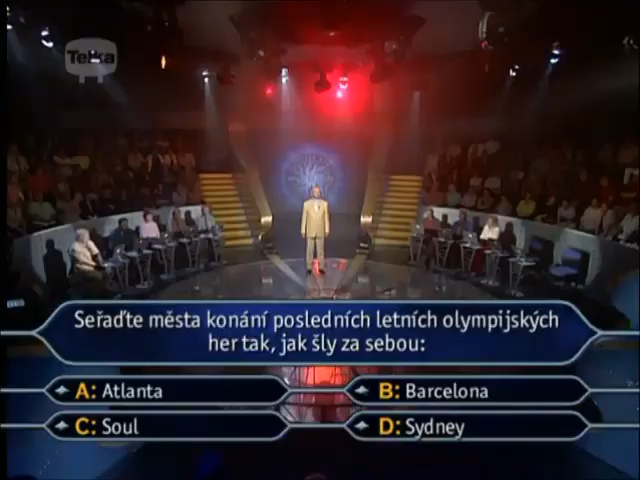 Telka
Seřaďte města konání posledních letních olympijských
her tak, jak šly za sebou:
A: Atlanta
B: Barcelona
C: Soul
D: Sydney